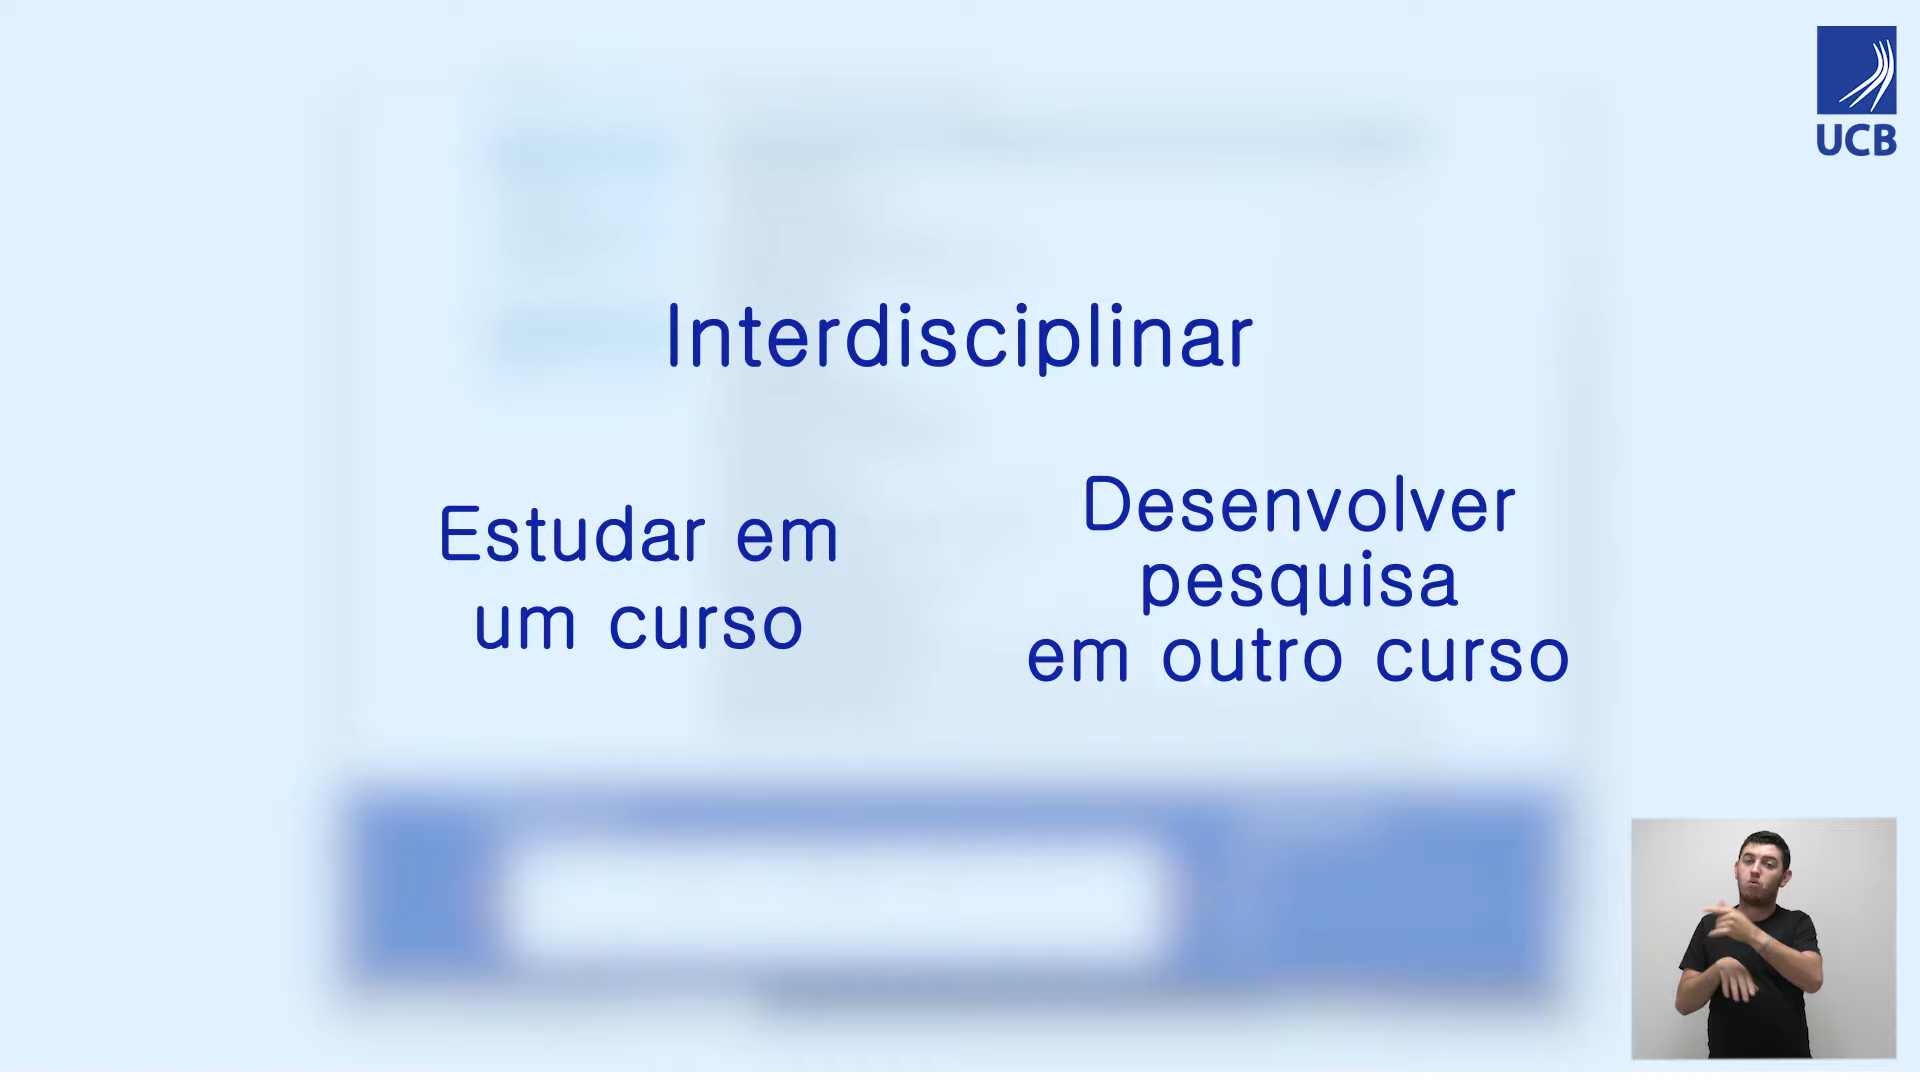 UCB
Interdisciplinar
Estudar em
um curso
Desenvolver
pesquisa
em outro curso